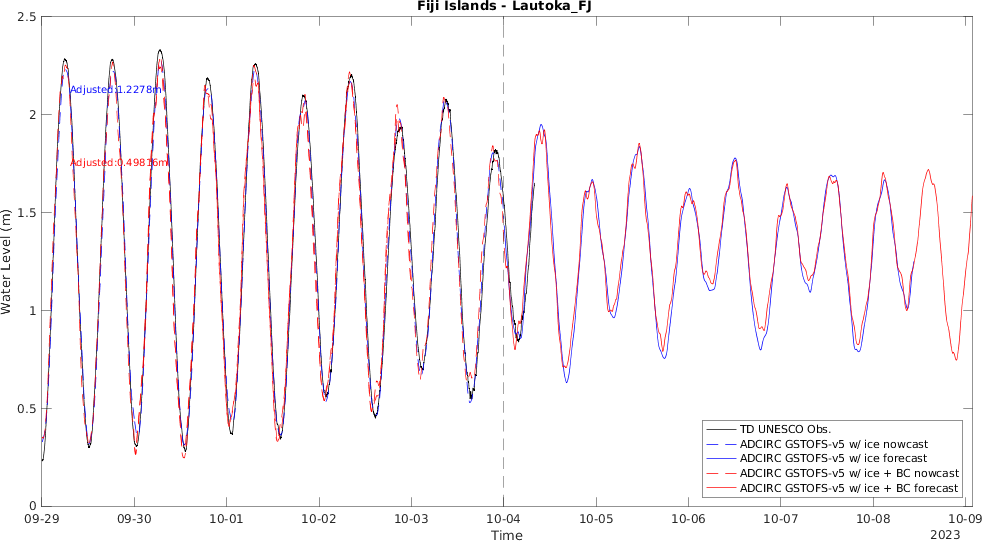 Fiji Islands - Lautoka_FJ
2.5
2
1.5
1
0.5
0
Water Level (m)
Adjusted:1.2278m
Adjusted:0.49816m
TD UNESCO Obs.
ADCIRC GSTOFS-v5 w/ ice nowcast
ADCIRC GSTOFS-v5 w/ ice forecast
ADCIRC GSTOFS-v5 w/ ice + BC nowcast
ADCIRC GSTOFS-v5 w/ ice + BC forecast
09-29 09-30 10-01 10-02 10-03 10-04 10-05 10-06 10-07 10-08 10-09
Time
2023